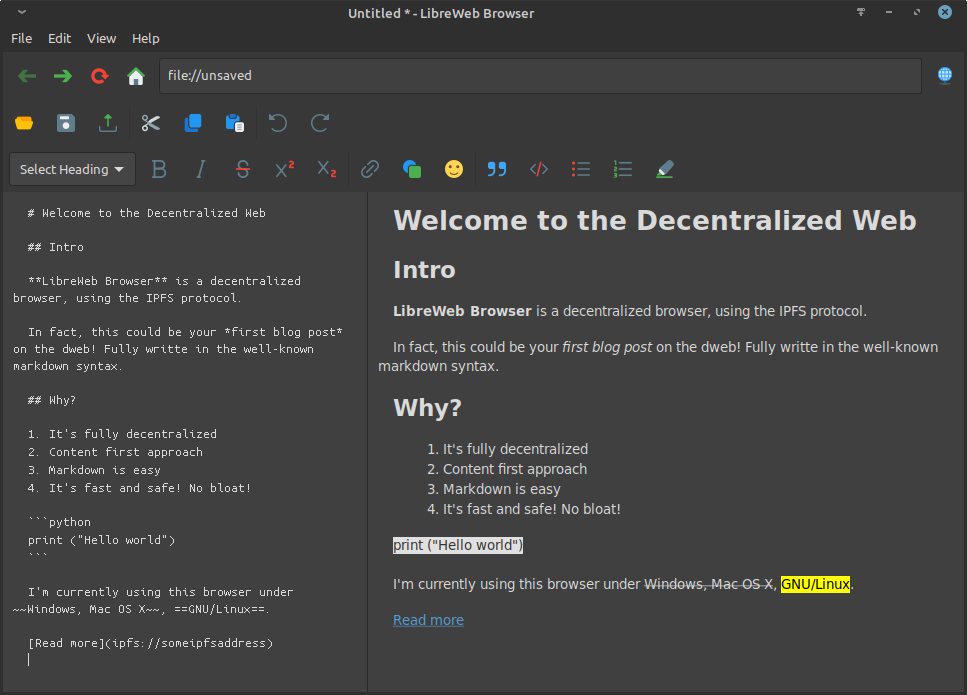 Untitled * - LibreWeb Browser
File Edit View Help
file://unsaved
Select Heading
# Welcome to the Decentralized Web
## Intro
**LibreWeb Browser** is a decentralized
browser, using the IPFS protocol.
In fact, this could be your *first blog post*
on the dweb! Fully writte in the well-known
markdown syntax.
## Why?
1. It's fully decentralized
2. Content first approach
3. Markdown is easy
4. It's fast and safe! No bloat!
```python
print ("Hello world")
```
I'm currently using this browser under
~~Windows, Mac OS X~~, ==GNU/Linux==.
[Read more](ipfs://someipfsaddress)
Welcome to the Decentralized Web
Intro
LibreWeb Browser is a decentralized browser, using the IPFS protocol.
In fact, this could be your first blog post on the dweb! Fully writte in the well-known
markdown syntax.
Why?
1. It's fully decentralized
2. Content first approach
3. Markdown is easy
4. It's fast and safe! No bloat!
print ("Hello world")
I'm currently using this browser under Windows, Mac OS X, GNU/Linux.
Read more